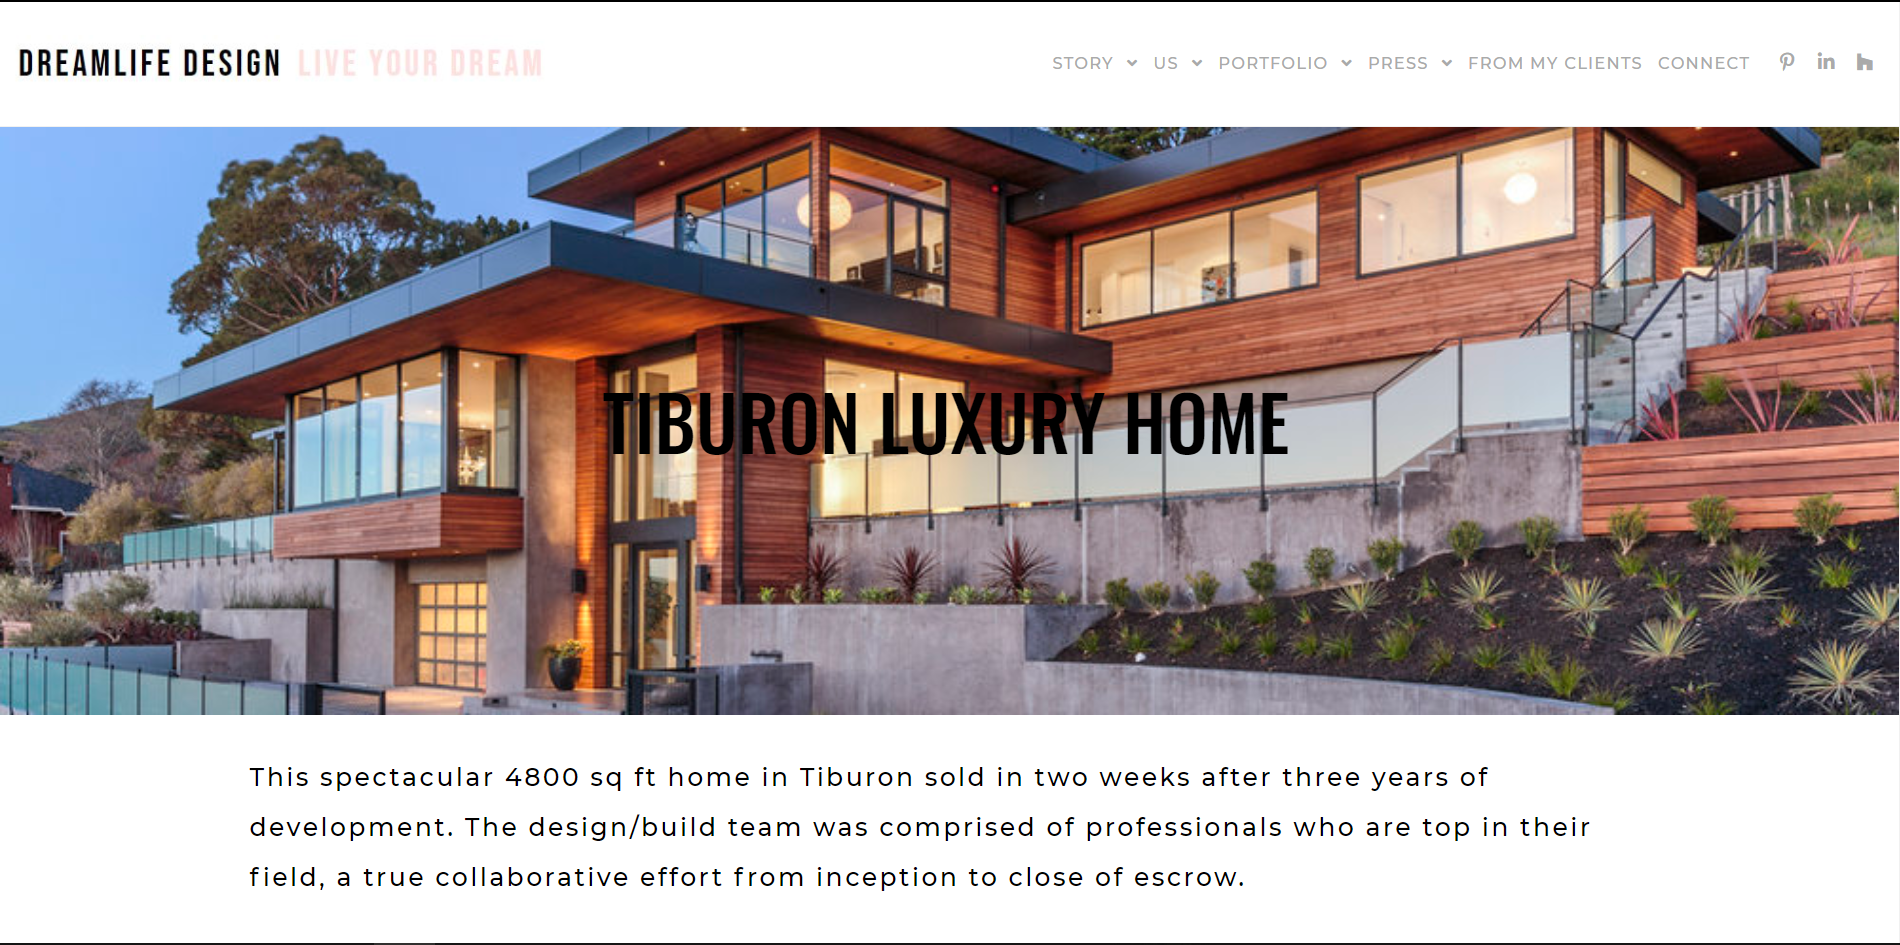 DREAMLIFE DESIGN LIVE YOUR DREAM
STORY US PORTFOLIO PRESS FROM MY CLIENTS CONNECT
TIBURON LUXURY HOME
This spectacular 4800 sq ft home in Tiburon sold in two weeks after three years of
development. The design/build team was comprised of professionals who are top in their
field, a true collaborative effort from inception to close of escrow.